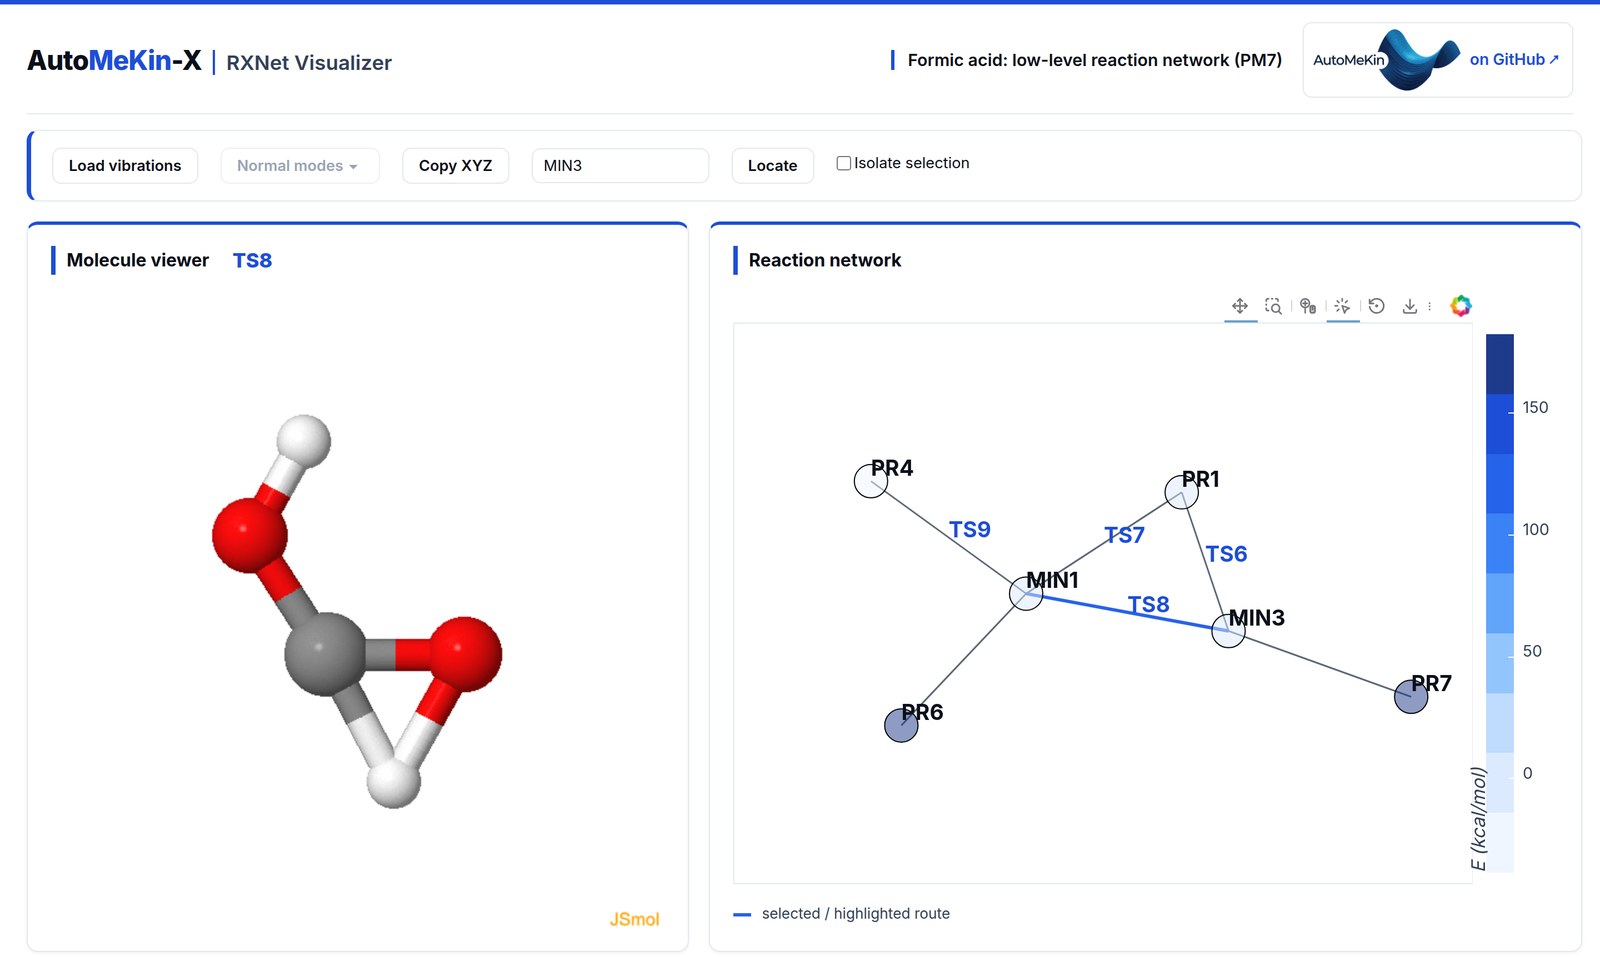 AutoMeKin-X | RXNet Visualizer
Formic acid: low-level reaction network (PM7)
AutoMeKin
on GitHub ↗
Load vibrations
Normal modes
Copy XYZ
MIN3
Locate
Isolate selection
Molecule viewer TS8
JSmol
Reaction network
PR4
PR1
TS9
TS7
TS6
MIN1
TS8
MIN3
PR7
PR6
150
100
50
0
E (kcal/mol)
selected / highlighted route